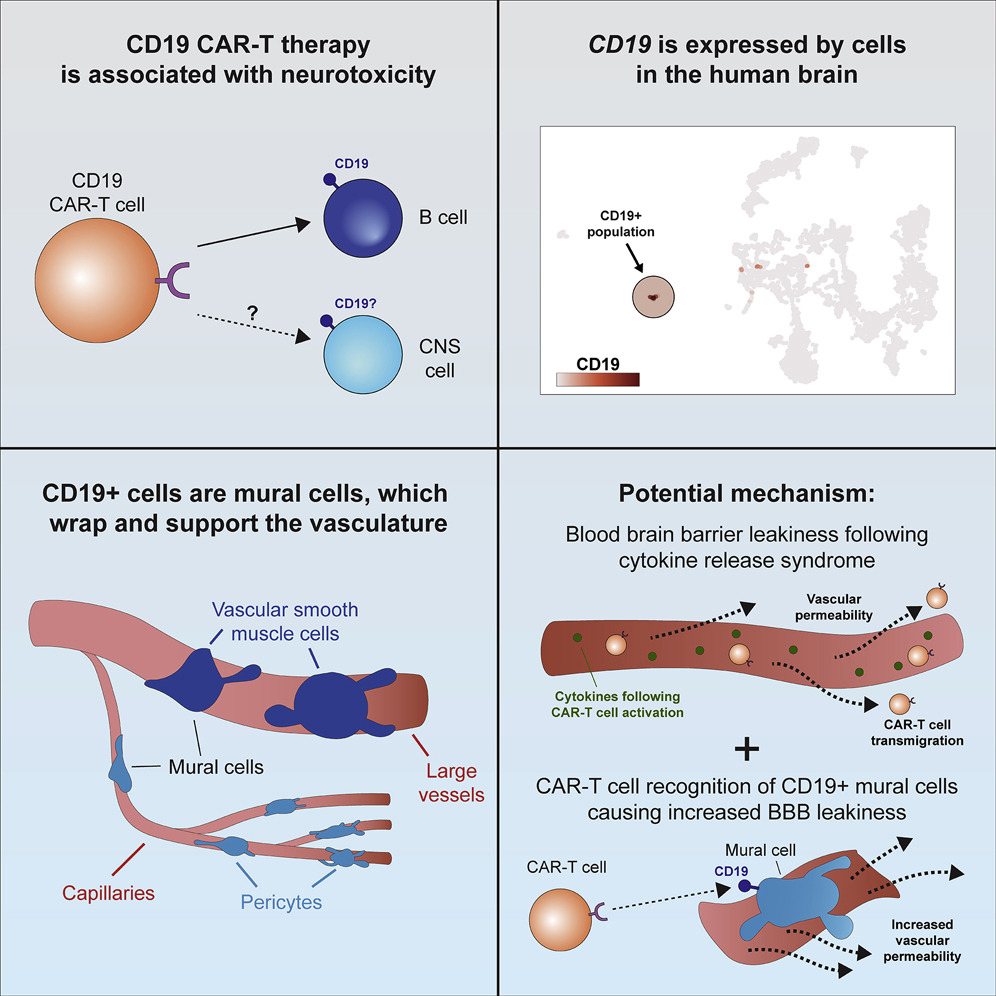 CD19 CAR-T therapy
is associated with neurotoxicity
CD19
CAR-T cell
CD19
B cell
?
CD19?
CNS
cell
CD19 is expressed by cells
in the human brain
CD19+
population
CD19
CD19+ cells are mural cells, which
wrap and support the vasculature
Vascular smooth
muscle cells
Mural cells
Large
vessels
Capillaries
Pericytes
Potential mechanism:
Blood brain barrier leakiness following
cytokine release syndrome
Vascular
permeability
Cytokines following
CAR-T cell activation
CAR-T cell
transmigration
+
CAR-T cell recognition of CD19+ mural cells
causing increased BBB leakiness
CAR-T cell
Mural cell
CD19
Increased
vascular
permeability